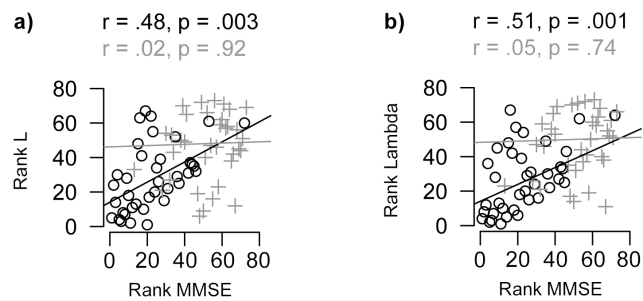 a)
r = .48, p = .003
r = .02, p = .92
Rank L
80
60
40
20
0
0 20 40 60 80
Rank MMSE
b)
r = .51, p = .001
r = .05, p = .74
Rank Lambda
80
60
40
20
0
0 20 40 60 80
Rank MMSE